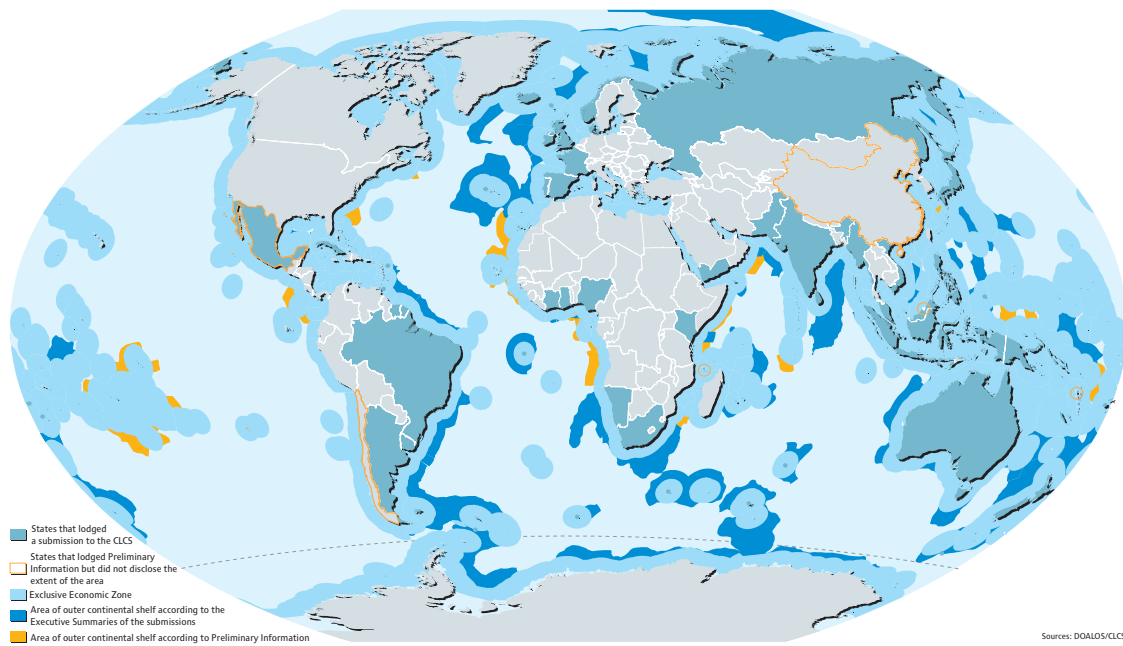 States that lodged
a submission to the CLCS
States that lodged Preliminary
Information but did not disclose the
extent of the area
Exclusive Economic Zone
Area of outer continental shelf according to the
Executive Summaries of the submissions
Area of outer continental shelf according to Preliminary Information
Sources: DOALOS/CLCS